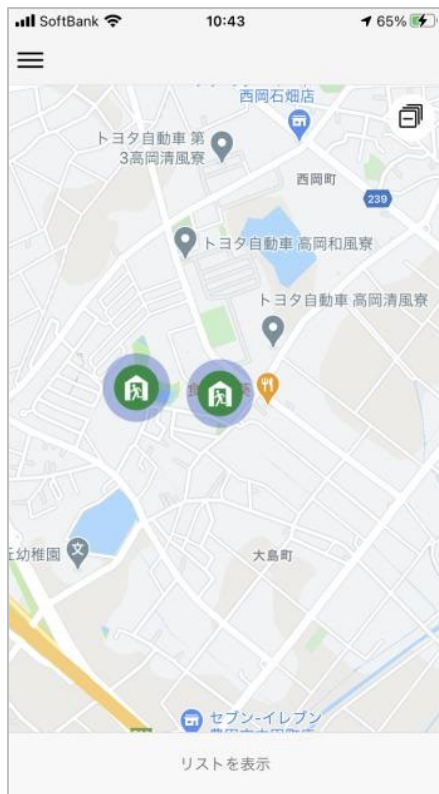 SoftBank
10:43
65%
西岡石畑店
トヨタ自動車 第
3高岡清風寮
西岡町
239
トヨタ自動車 高岡和風寮
トヨタ自動車 高岡清風寮
大島町
丘幼稚園
文
セブン-イレブン
リストを表示